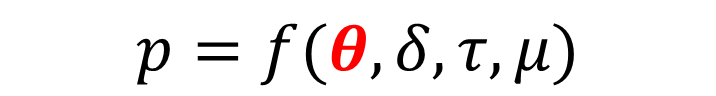 p = f(θ, δ, τ, μ)